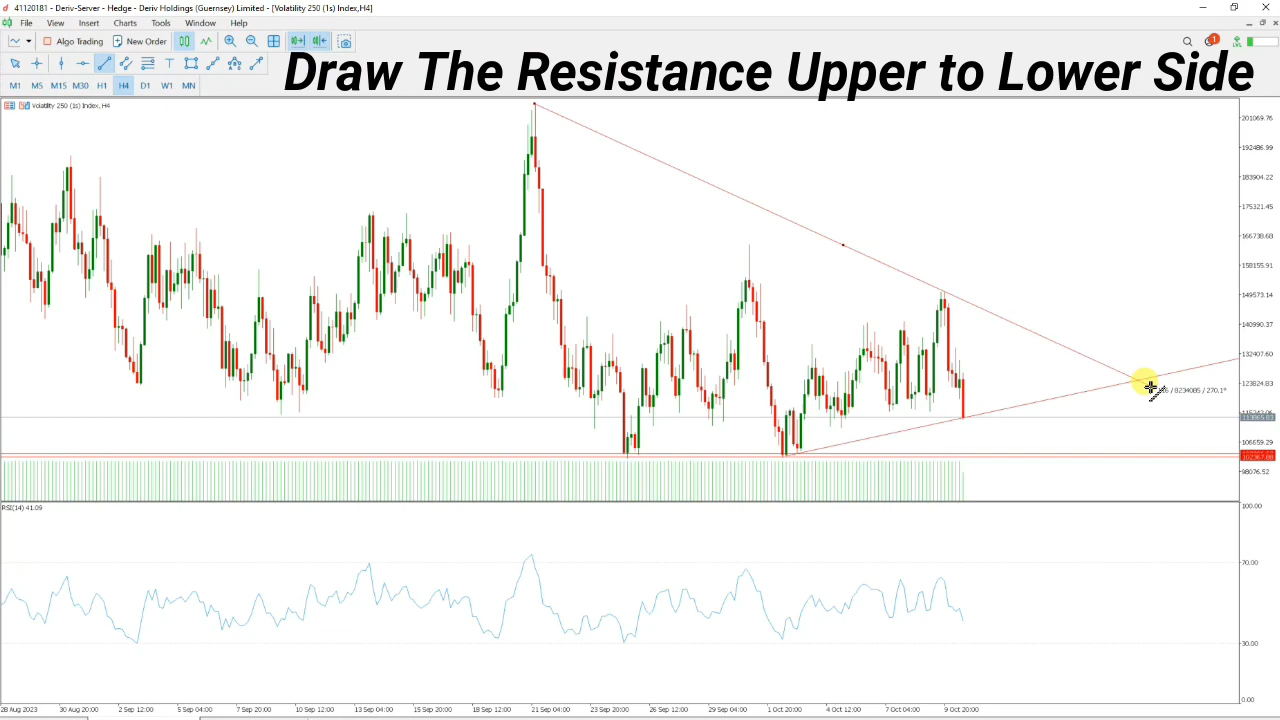 41120181 - Deriv-Server - Hedge - Deriv Holdings (Guernsey) Limited - [Volatility 250 (1s) Index,H4]
File View Insert Charts Tools Window Help
Algo Trading New Order
1
Draw The Resistance Upper to Lower Side
M1 M5 M15 M30 H1 H4 D1 W1 MN
Volatility 250 (1s) Index, H4
201069.76
192486.99
183904.22
175321.45
166738.68
158155.91
149573.14
140990.37
132407.60
123824.83
/ 8234085 / 270.1°
106659.29
102367.88
98076.52
RSI(14) 41.09
100.00
70.00
30.00
0.00
28 Aug 2023 30 Aug 20:00 2 Sep 12:00 5 Sep 04:00 7 Sep 20:00 10 Sep 12:00 13 Sep 04:00 15 Sep 20:00 18 Sep 12:00 21 Sep 04:00 23 Sep 20:00 26 Sep 12:00 29 Sep 04:00 1 Oct 20:00 4 Oct 12:00 7 Oct 04:00 9 Oct 20:00